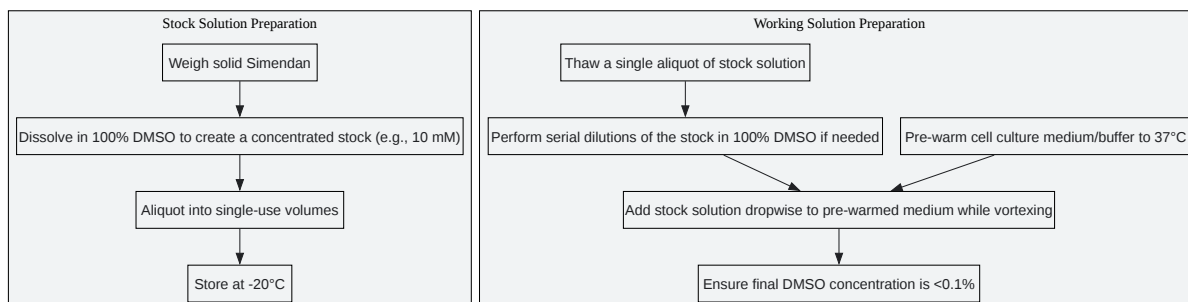 Stock Solution Preparation
Weigh solid Simendan
Dissolve in 100% DMSO to create a concentrated stock (e.g., 10 mM)
Aliquot into single-use volumes
Store at -20°C
Working Solution Preparation
Thaw a single aliquot of stock solution
Perform serial dilutions of the stock in 100% DMSO if needed
Pre-warm cell culture medium/buffer to 37°C
Add stock solution dropwise to pre-warmed medium while vortexing
Ensure final DMSO concentration is <0.1%